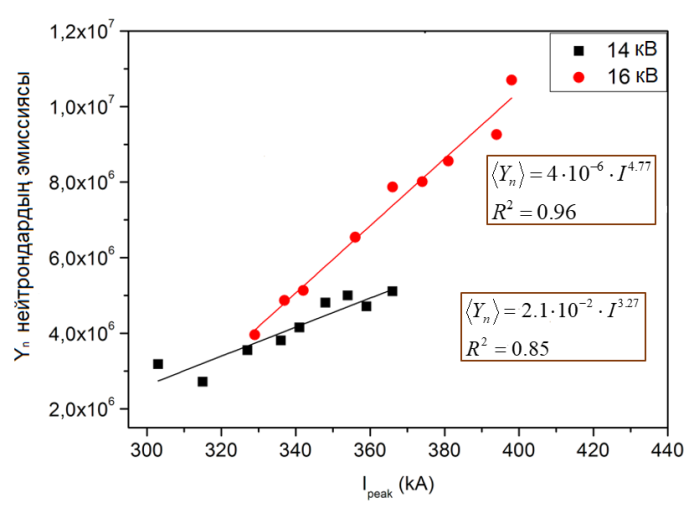 1,2x10⁷
1,0x10⁷
8,0x10⁶
6,0x10⁶
4,0x10⁶
2,0x10⁶
Yₙ нейтрондардың эмиссиясы
14 кВ
16 кВ
⟨Yₙ⟩ = 4·10⁻⁶ · I⁴·⁷⁷
R² = 0.96
⟨Yₙ⟩ = 2.1·10⁻² · I³·²⁷
R² = 0.85
300 320 340 360 380 400 420 440
I_peak (kA)